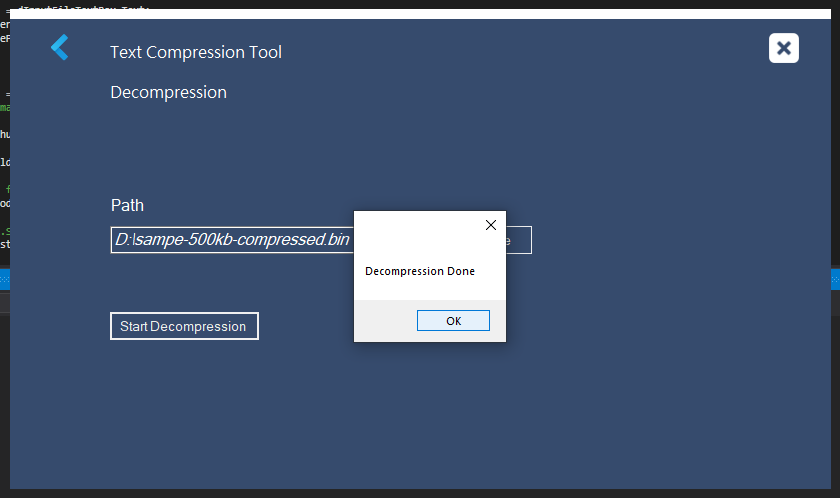 Text Compression Tool
Decompression
Path
D:\sampe-500kb-compressed.bin
Decompression Done
OK
Start Decompression